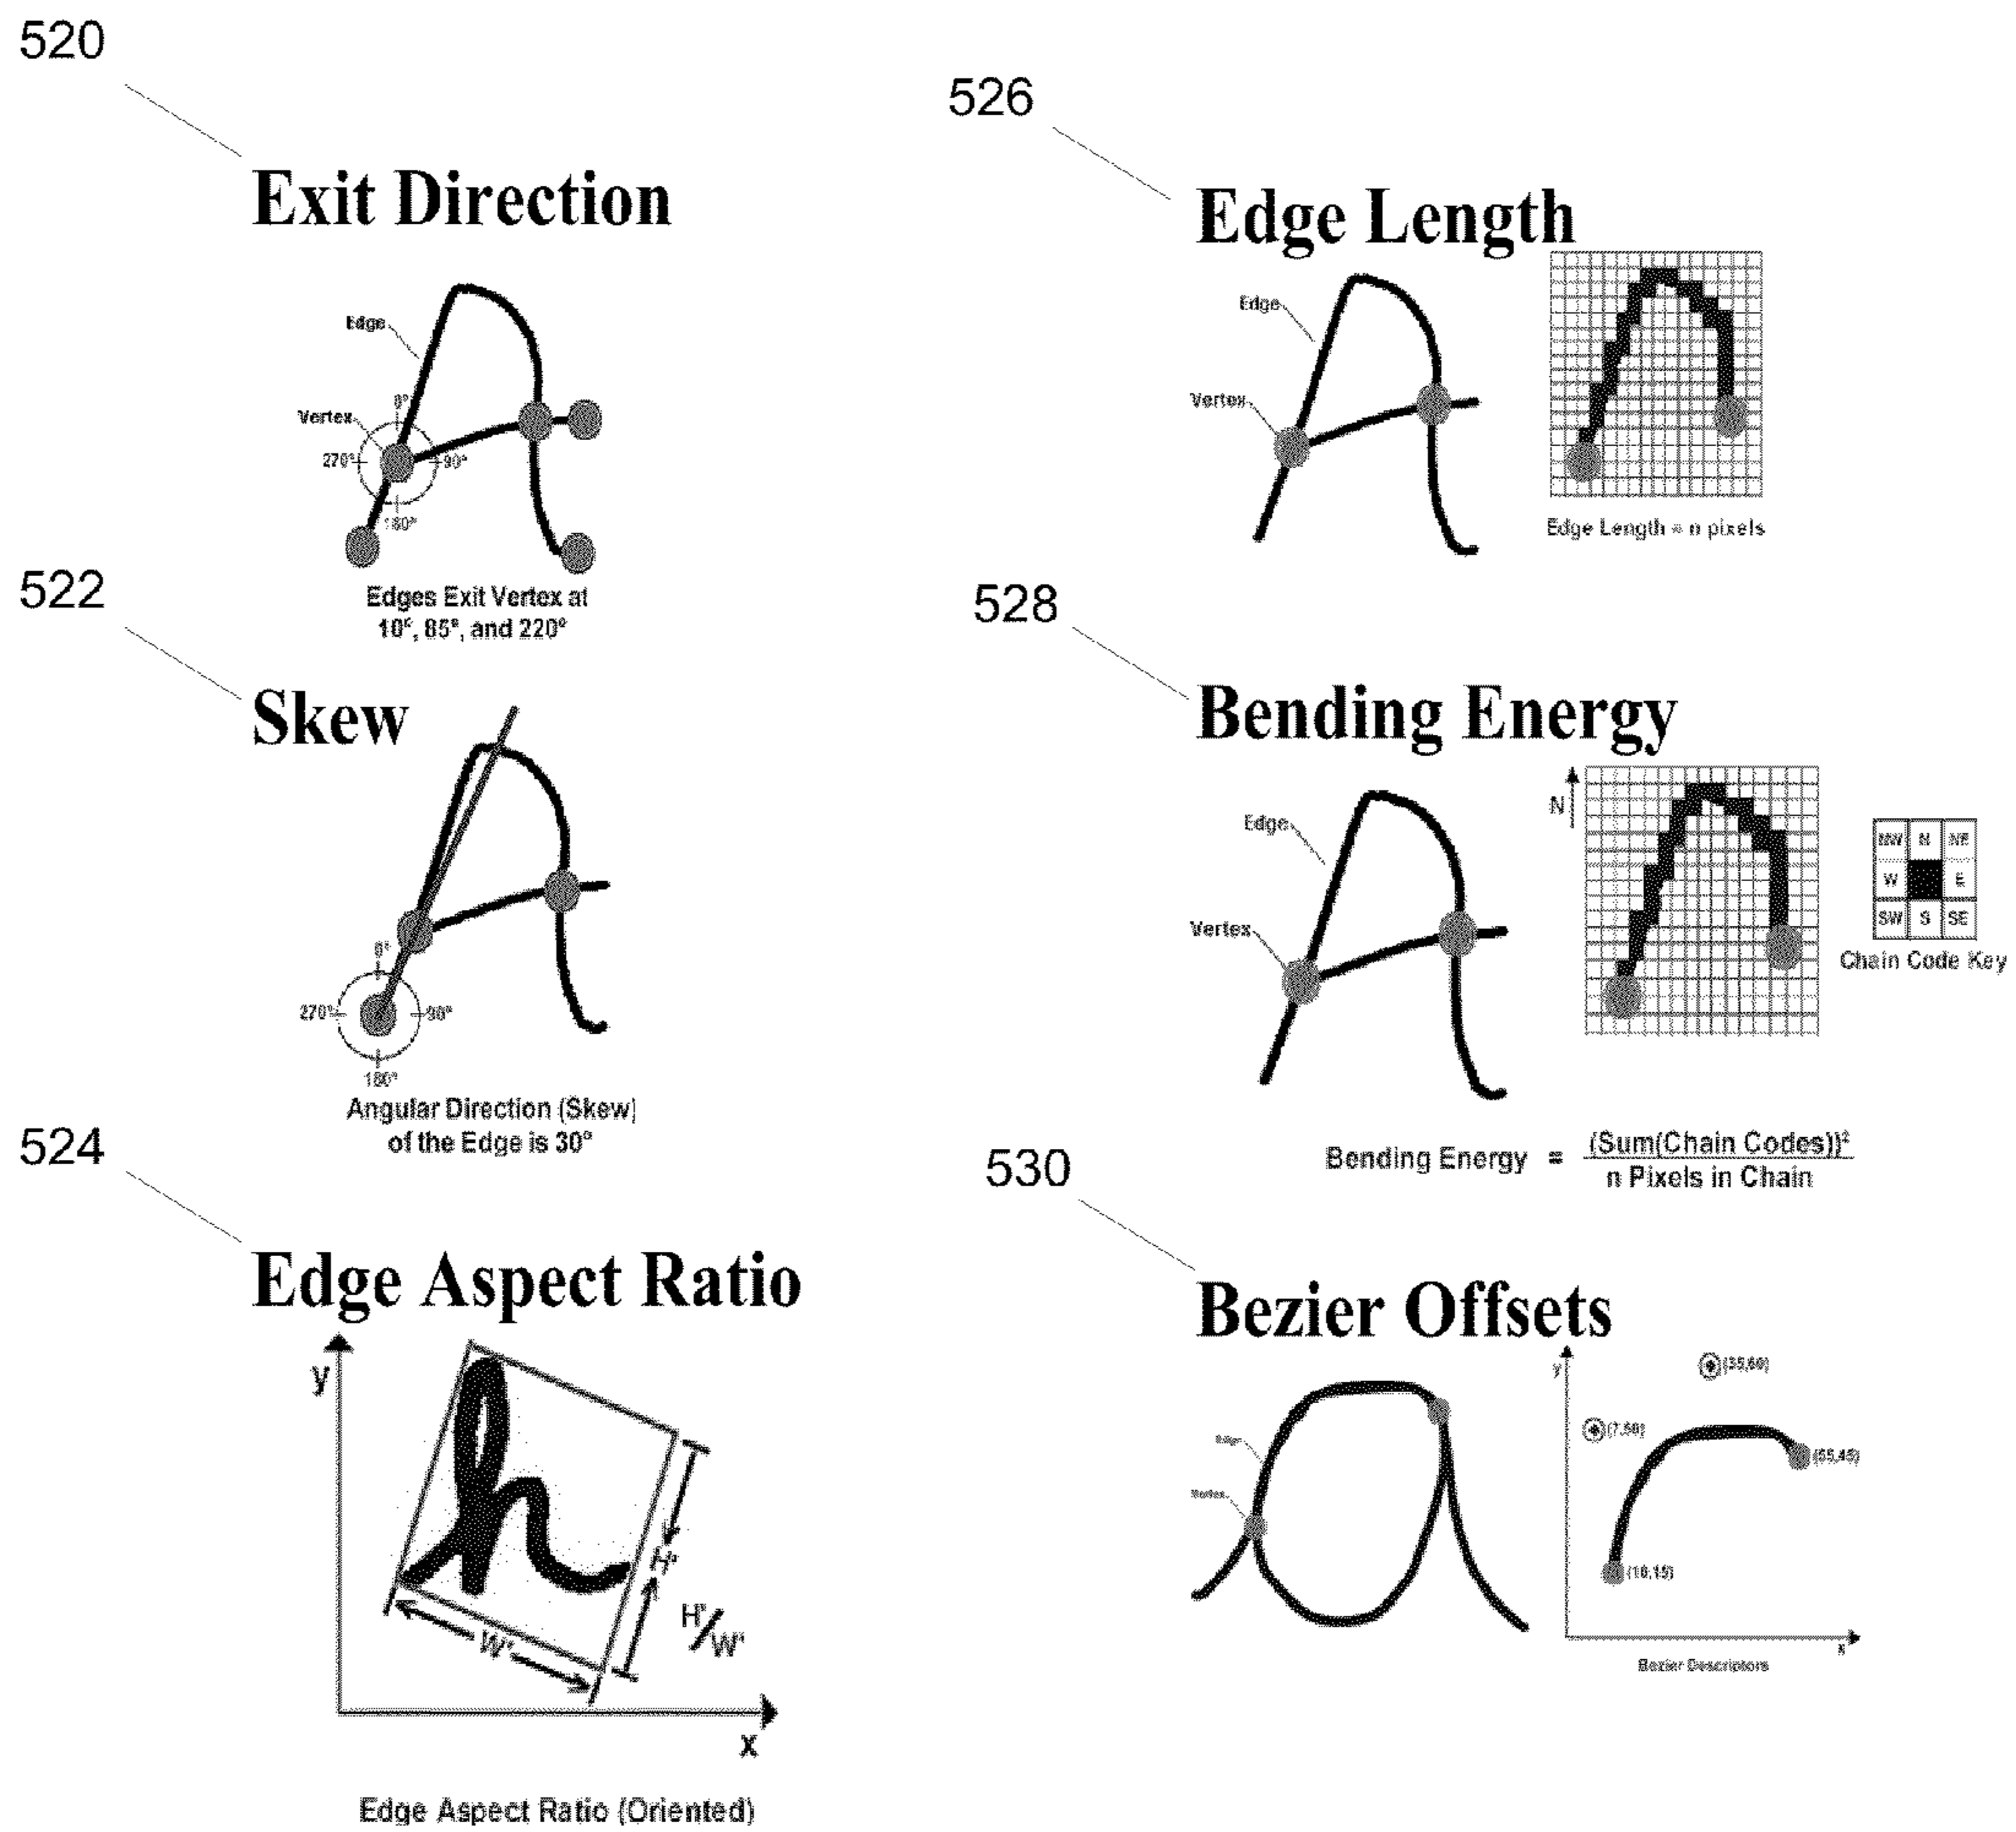 520
Exit Direction
Edge
Vertex
0°
270°
90°
180°
Edges Exit Vertex at
10°, 85°, and 220°
522
Skew
0°
270°
90°
180°
Angular Direction (Skew)
of the Edge is 30°
524
Edge Aspect Ratio
y
H'
W'
H'/W'
x
Edge Aspect Ratio (Oriented)
526
Edge Length
Edge
Vertex
Edge Length = n pixels
528
Bending Energy
Edge
Vertex
N
NW N NE
W E
SW S SE
Chain Code Key
Bending Energy = (Sum(Chain Codes))²
n Pixels in Chain
530
Bezier Offsets
Edge
Vertex
y
(35,60)
(7,50)
(55,45)
(10,15)
x
Bezier Descriptors